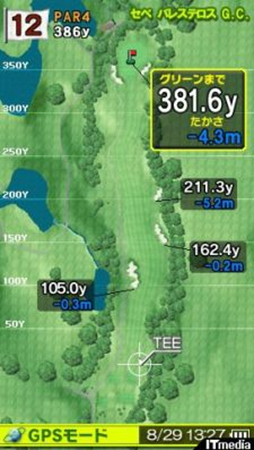 12 PAR4 セベ バレステロス G.C.
386y
350Y
グリーンまで
381.6y
たかさ
-4.3m
300Y
250Y
200Y
211.3y
-5.2m
150Y
162.4y
-0.2m
100Y
105.0y
-0.3m
50Y
TEE
GPSモード 8/29 13:27
ITmedia